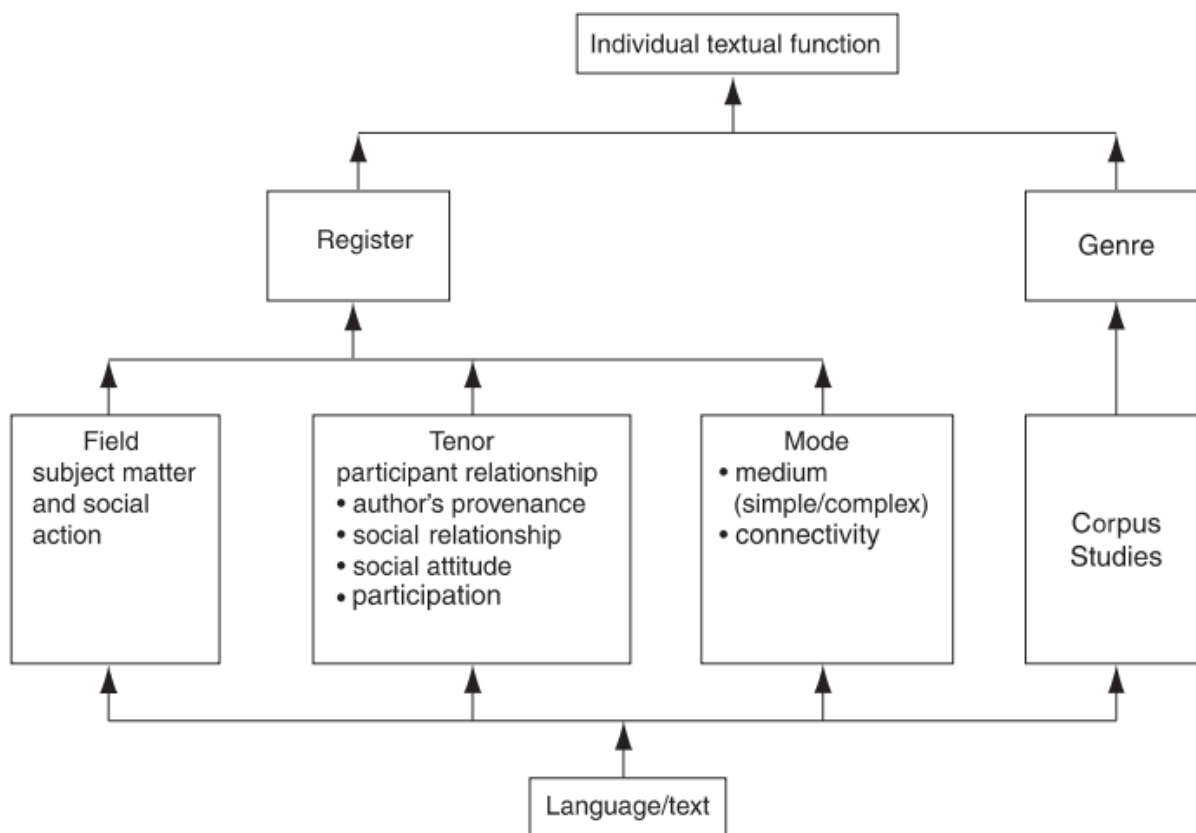 Individual textual function
Register
Genre
Field
subject matter
and social
action
Tenor
participant relationship
• author's provenance
• social relationship
• social attitude
• participation
Mode
• medium
(simple/complex)
• connectivity
Corpus
Studies
Language/text